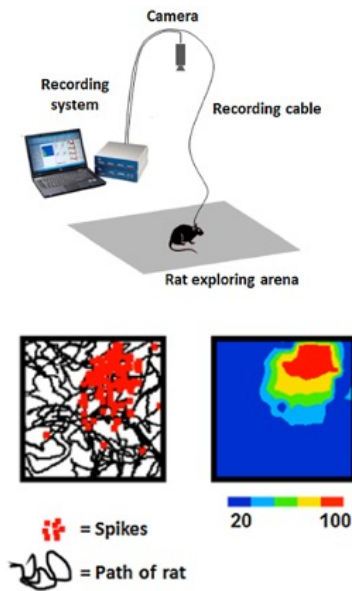 Camera
Recording
system
Recording cable
Rat exploring arena
= Spikes
= Path of rat
20
100